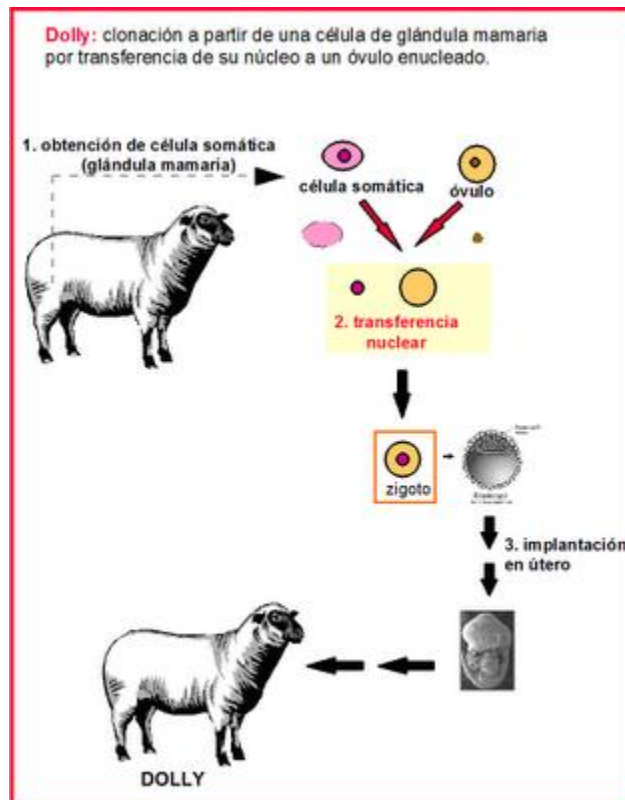 Dolly: clonación a partir de una célula de glándula mamaria
por transferencia de su núcleo a un óvulo enucleado.
1. obtención de célula somática
(glándula mamaria)
célula somática
óvulo
2. transferencia
nuclear
zigoto
3. implantación
en útero
DOLLY